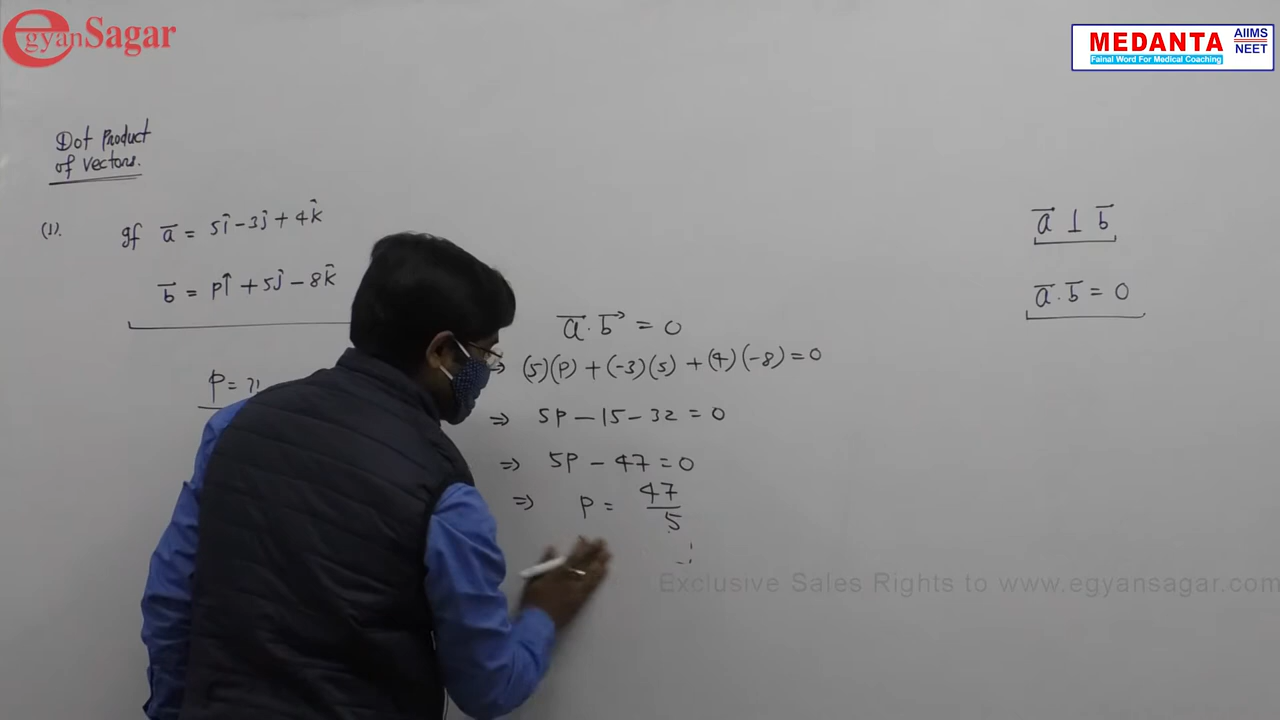 egyanSagar
MEDANTA AIIMS NEET
Fainal Word For Medical Coaching
Dot Product
of Vectors.
(1). If a̅ = 5î - 3ĵ + 4k̂
b̅ = Pî + 5ĵ - 8k̂
P =
a̅ . b⃗ = 0
⇒ (5)(P) + (-3)(5) + (4)(-8) = 0
⇒ 5P - 15 - 32 = 0
⇒ 5P - 47 = 0
⇒ P = 47/5
a̅ ⊥ b̅
a̅ . b̅ = 0
Exclusive Sales Rights to www.egyansagar.com